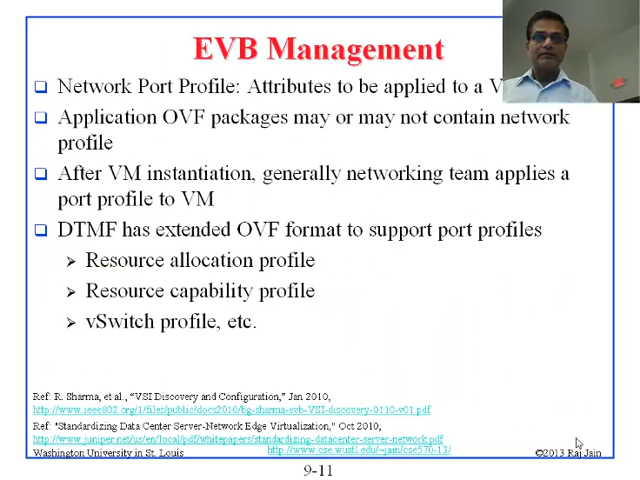 EVB Management
Network Port Profile: Attributes to be applied to a V
Application OVF packages may or may not contain network
profile
After VM instantiation, generally networking team applies a
port profile to VM
DTMF has extended OVF format to support port profiles
Resource allocation profile
Resource capability profile
vSwitch profile, etc.
Ref: R. Sharma, et al., "VSI Discovery and Configuration," Jan 2010,
http://www.ieee802.org/1/files/public/docs2010/bg-sharma-evb-VSI-discovery-0110-v01.pdf
Ref: "Standardizing Data Center Server-Network Edge Virtualization," Oct 2010,
http://www.juniper.net/us/en/local/pdf/whitepapers/standardizing-datacenter-server-network.pdf
Washington University in St. Louis http://www.cse.wustl.edu/~jain/cse570-13/ ©2013 Raj Jain
9-11